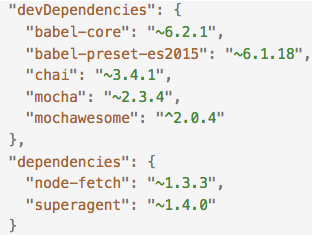 "devDependencies": {
"babel-core": "~6.2.1",
"babel-preset-es2015": "~6.1.18",
"chai": "~3.4.1",
"mocha": "~2.3.4",
"mochawesome": "^2.0.4"
},
"dependencies": {
"node-fetch": "~1.3.3",
"superagent": "~1.4.0"
}